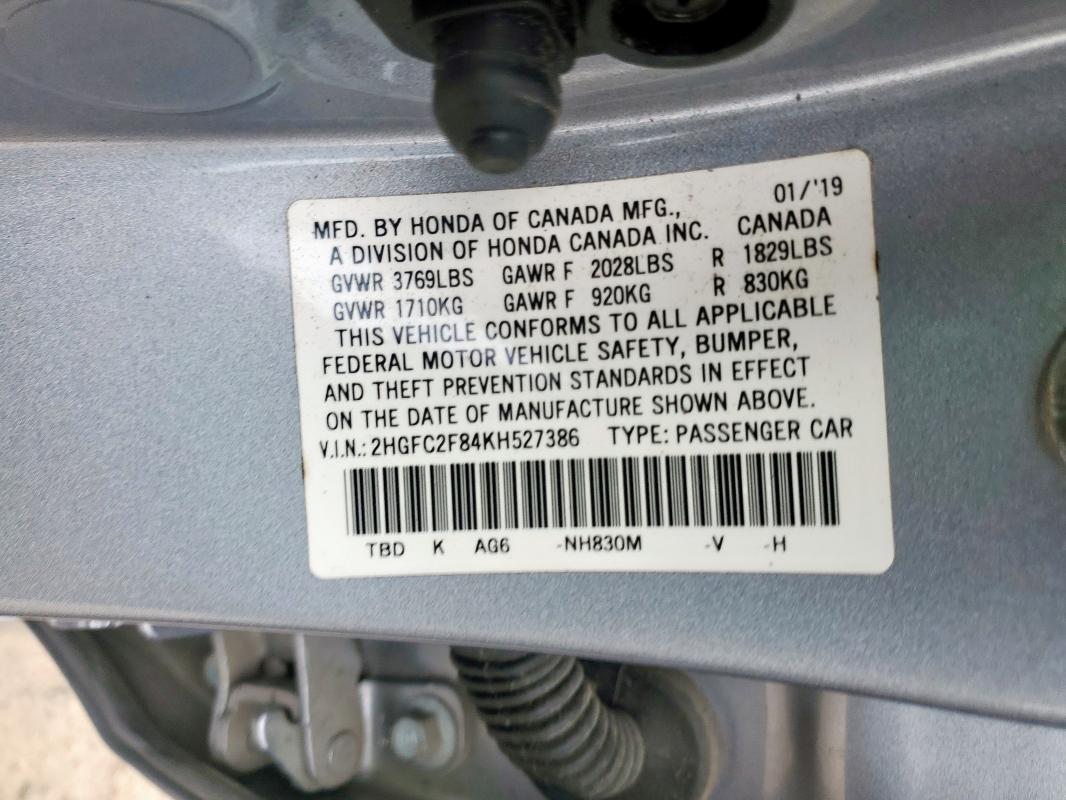 01/'19
MFD. BY HONDA OF CANADA MFG.,
A DIVISION OF HONDA CANADA INC. CANADA
GVWR 3769LBS GAWR F 2028LBS R 1829LBS
GVWR 1710KG GAWR F 920KG R 830KG
THIS VEHICLE CONFORMS TO ALL APPLICABLE
FEDERAL MOTOR VEHICLE SAFETY, BUMPER,
AND THEFT PREVENTION STANDARDS IN EFFECT
ON THE DATE OF MANUFACTURE SHOWN ABOVE.
V.I.N.: 2HGFC2F84KH527386 TYPE: PASSENGER CAR
TBD K AG6 -NH830M -V -H